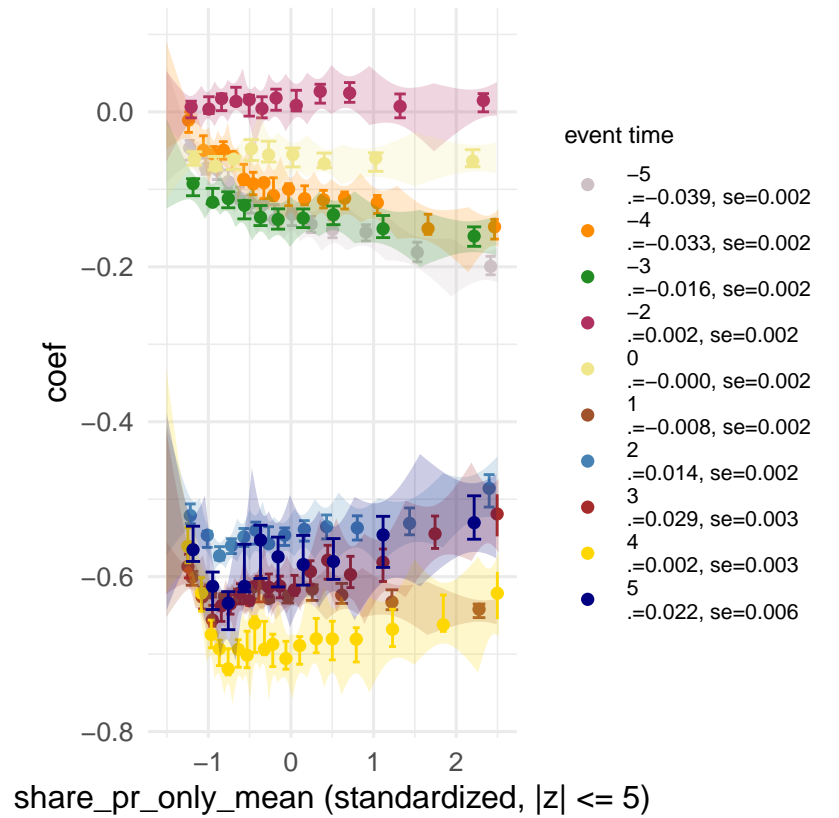 0.0
−0.2
−0.4
−0.6
−0.8
coef
−1
0
1
2
share_pr_only_mean (standardized, |z| <= 5)
event time
−5
.=−0.039, se=0.002
−4
.=−0.033, se=0.002
−3
.=−0.016, se=0.002
−2
.=0.002, se=0.002
0
.=−0.000, se=0.002
1
.=−0.008, se=0.002
2
.=0.014, se=0.002
3
.=0.029, se=0.003
4
.=0.002, se=0.003
5
.=0.022, se=0.006